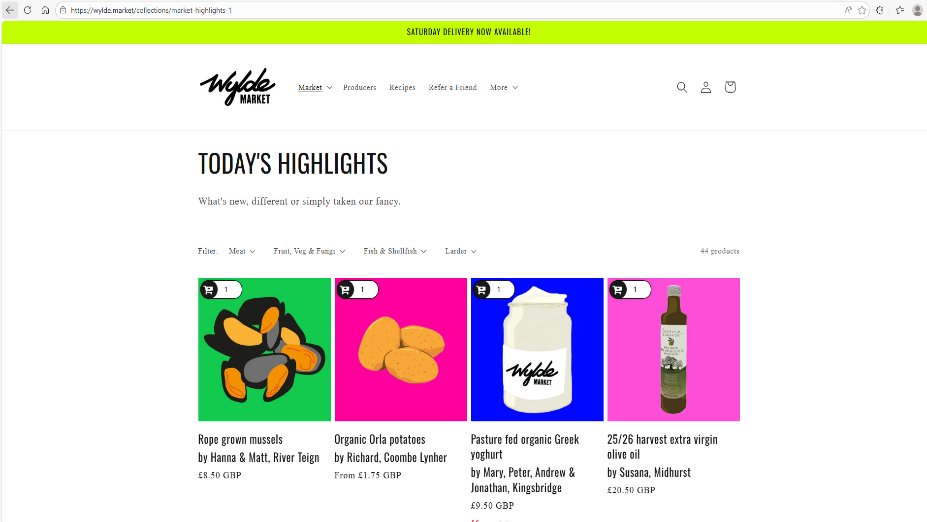 https://wylde.market/collections/market-highlights-1
SATURDAY DELIVERY NOW AVAILABLE!
Wylde
MARKET
Market
Producers
Recipes
Refer a Friend
More
TODAY'S HIGHLIGHTS
What's new, different or simply taken our fancy.
Filter:
Meat
Fruit, Veg & Fungi
Fish & Shellfish
Larder
44 products
1
1
1
1
Wylde
MARKET
Rope grown mussels
by Hanna & Matt, River Teign
£8.50 GBP
Organic Orla potatoes
by Richard, Coombe Lynher
From £1.75 GBP
Pasture fed organic Greek
yoghurt
by Mary, Peter, Andrew &
Jonathan, Kingsbridge
£9.50 GBP
25/26 harvest extra virgin
olive oil
by Susana, Midhurst
£20.50 GBP